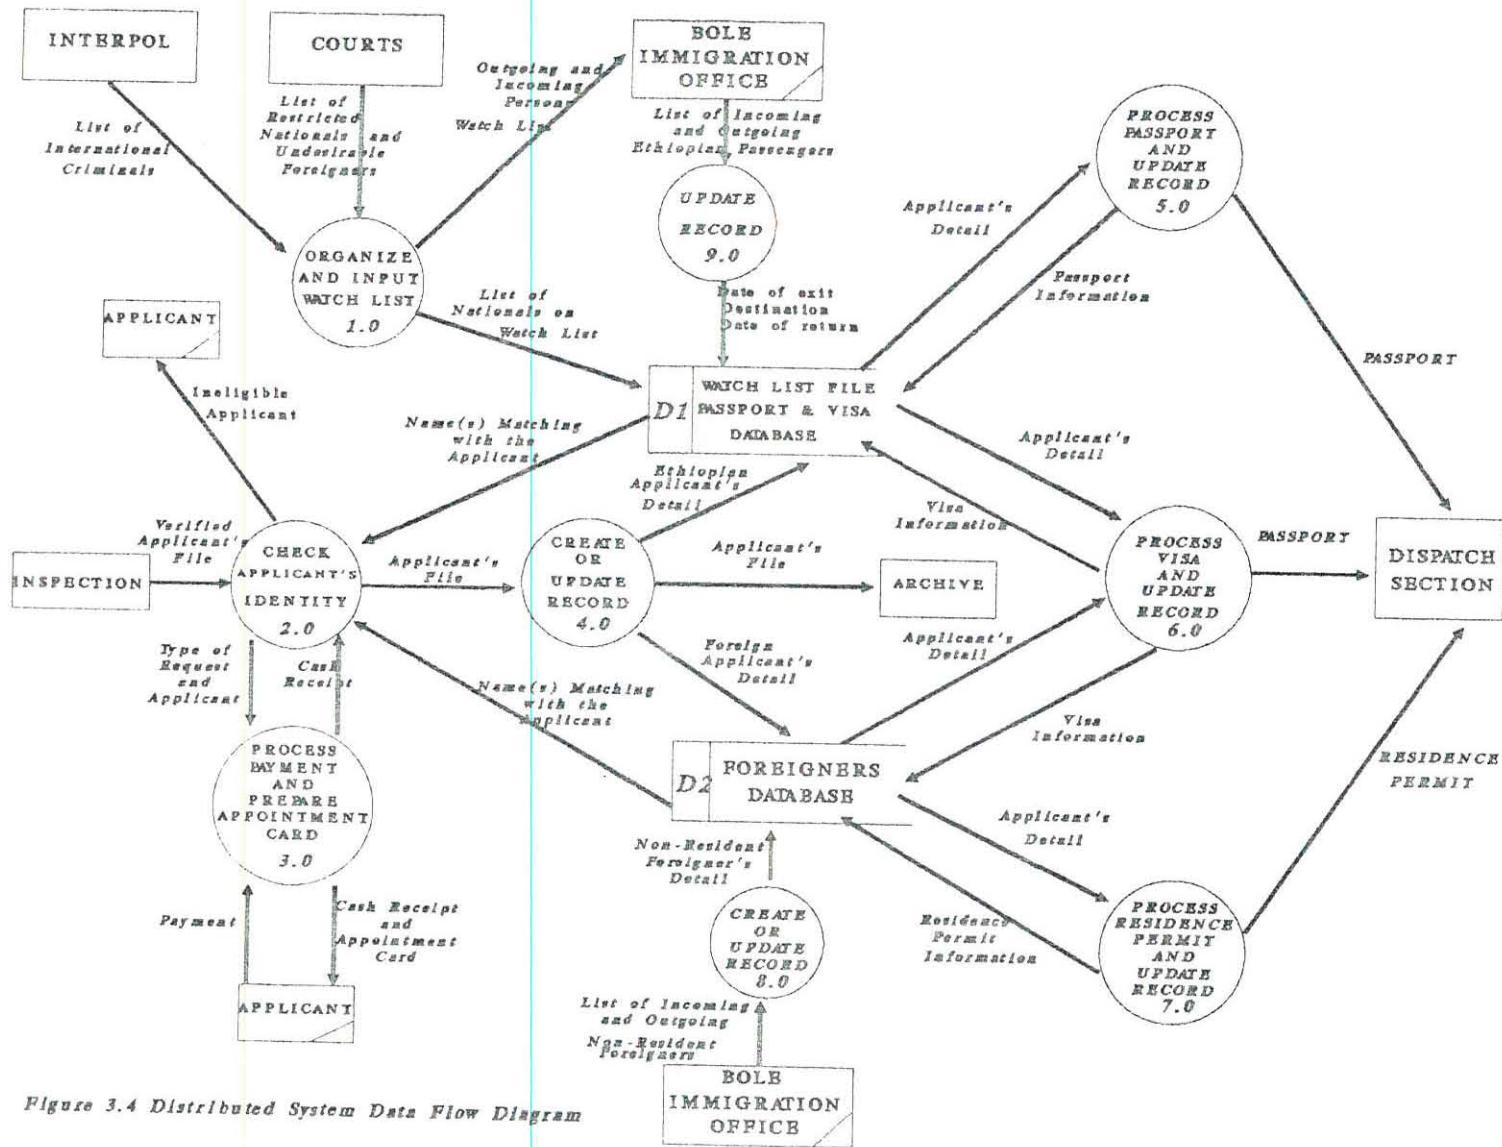 INTERPOL
COURTS
BOLE
IMMIGRATION
OFFICE
List of
International
Criminals
List of
Restricted
Nationals and
Undesirable
Foreigners
Outgoing and
Incoming
Persons
Watch List
List of Incoming
and Outgoing
Ethiopian Passengers
PROCESS
PASSPORT
AND
UPDATE
RECORD
5.0
UPDATE
RECORD
9.0
Applicant's
Detail
ORGANIZE
AND INPUT
WATCH LIST
1.0
List of
Nationals on
Watch List
Date of exit
Destination
Date of return
Passport
Information
PASSPORT
APPLICANT
Ineligible
Applicant
D1
WATCH LIST FILE
PASSPORT & VISA
DATABASE
Name(s) Matching
with the
Applicant
Ethiopian
Applicant's
Detail
Applicant's
Detail
Visa
Information
Verified
Applicant's
File
INSPECTION
CHECK
APPLICANT'S
IDENTITY
2.0
Applicant's
File
CREATE
OR
UPDATE
RECORD
4.0
Applicant's
File
ARCHIVE
PROCESS
VISA
AND
UPDATE
RECORD
6.0
PASSPORT
DISPATCH
SECTION
Type of
Request
and
Applicant
Cash
Receipt
Name(s) Matching
with the
Applicant
Foreign
Applicant's
Detail
Applicant's
Detail
Visa
Information
RESIDENCE
PERMIT
PROCESS
PAYMENT
AND
PREPARE
APPOINTMENT
CARD
3.0
D2
FOREIGNERS
DATABASE
Applicant's
Detail
Non-Resident
Foreigner's
Detail
Payment
Cash Receipt
and
Appointment
Card
CREATE
OR
UPDATE
RECORD
8.0
Residence
Permit
Information
PROCESS
RESIDENCE
PERMIT
AND
UPDATE
RECORD
7.0
APPLICANT
List of Incoming
and Outgoing
Non-Resident
Foreigners
BOLE
IMMIGRATION
OFFICE
Figure 3.4 Distributed System Data Flow Diagram